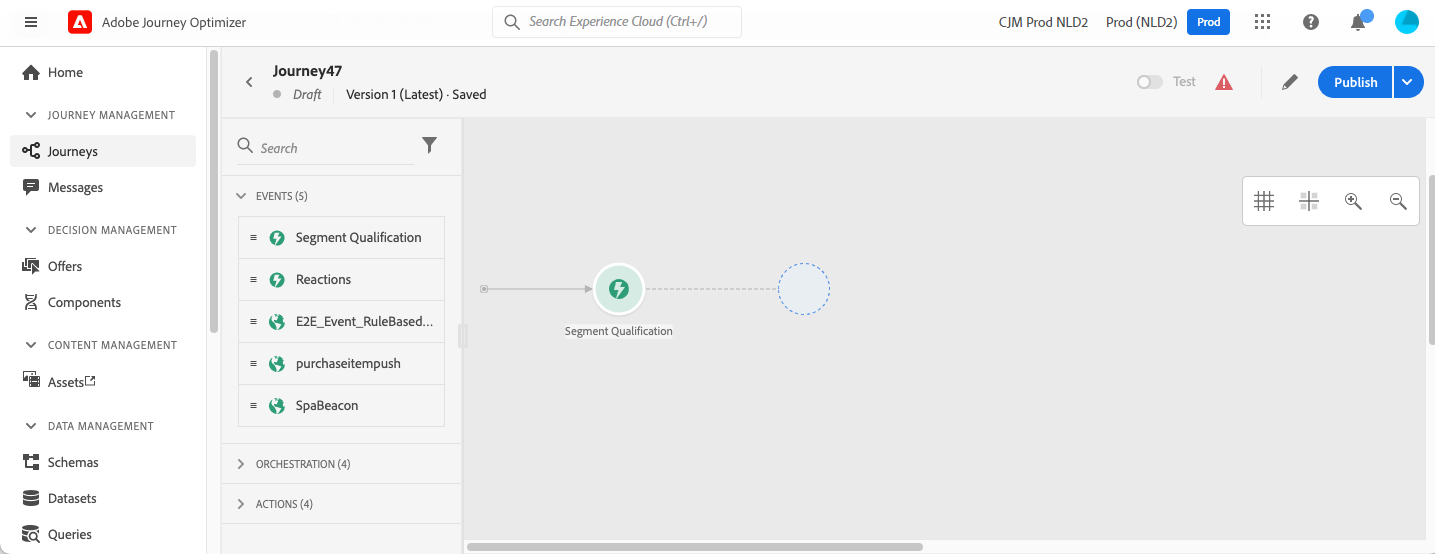 Adobe Journey Optimizer
Search Experience Cloud (Ctrl+/)
CJM Prod NLD2
Prod (NLD2)
Prod
Home
JOURNEY MANAGEMENT
Journeys
Messages
DECISION MANAGEMENT
Offers
Components
CONTENT MANAGEMENT
Assets
DATA MANAGEMENT
Schemas
Datasets
Queries
Journey47
Draft
Version 1 (Latest) · Saved
Test
Publish
Search
EVENTS (5)
Segment Qualification
Reactions
E2E_Event_RuleBased...
purchaseitempush
SpaBeacon
ORCHESTRATION (4)
ACTIONS (4)
Segment Qualification